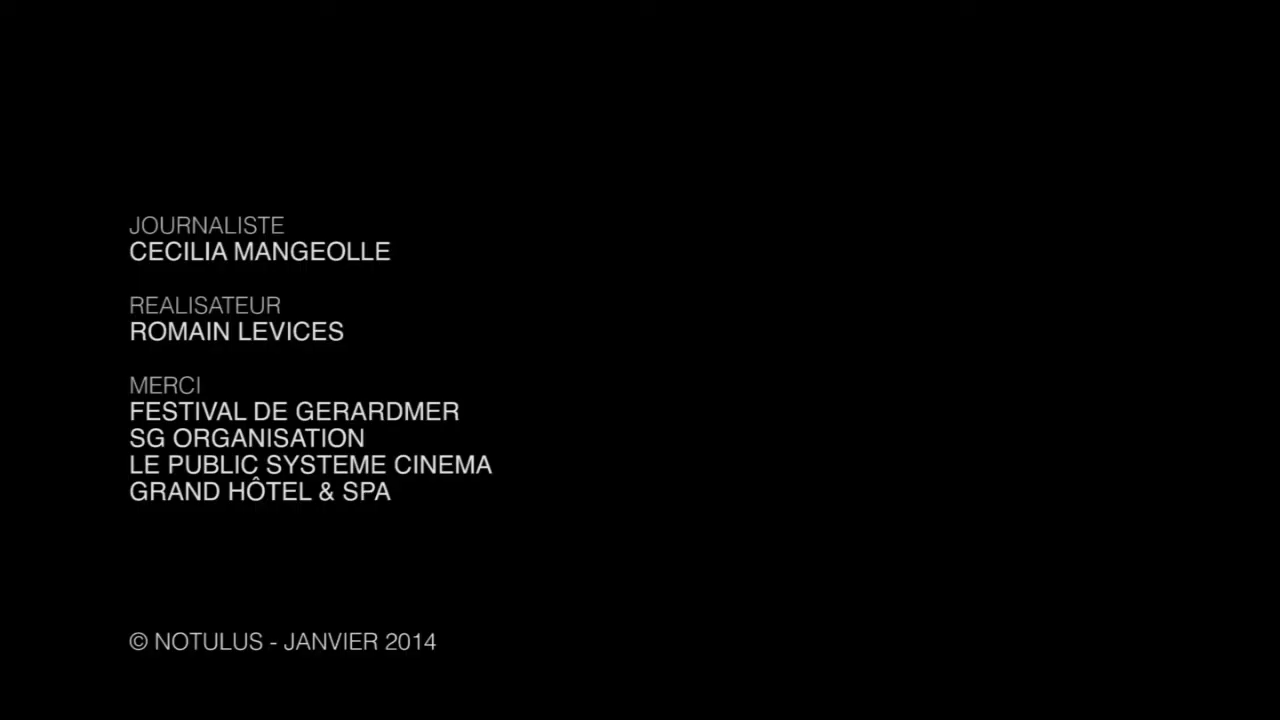 JOURNALISTE
CECILIA MANGEOLLE
REALISATEUR
ROMAIN LEVICES
MERCI
FESTIVAL DE GERARDMER
SG ORGANISATION
LE PUBLIC SYSTEME CINEMA
GRAND HÔTEL & SPA
© NOTULUS - JANVIER 2014